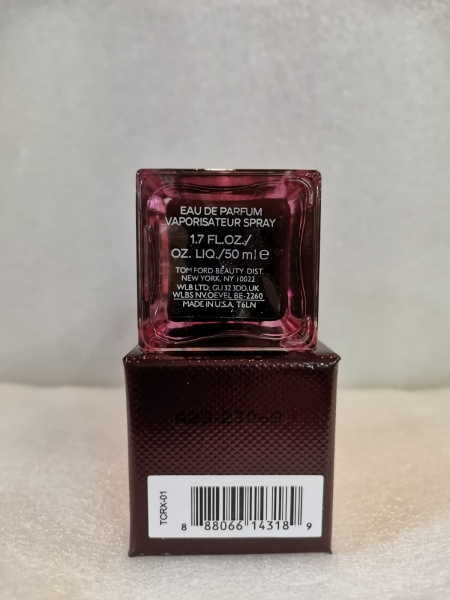 EAU DE PARFUM
VAPORISATEUR SPRAY
1.7 FL.OZ./
OZ. LIQ./50 ml ℮
TOM FORD BEAUTY DIST.
NEW YORK, NY 10022
WLB LTD, GU32 3DD, UK
WLBS NV, OEVEL BE-2260
MADE IN U.S.A. T6LN
TCRX-01
8 88066 14318 9